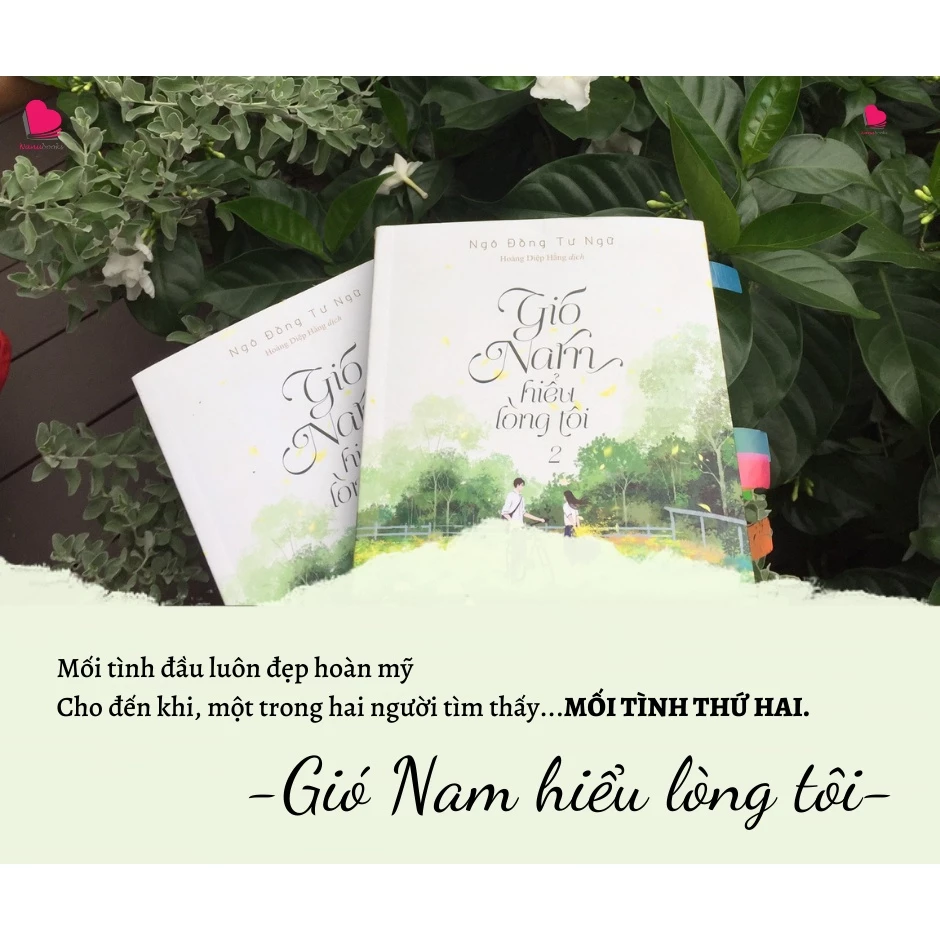 Nanabooks
Ngô Đồng Tư Ngữ
Hoàng Diệp Hằng dịch
Gió
Nam
hiểu
lòng tôi
2
Ngô Đồng Tư Ngữ
Hoàng Diệp Hằng dịch
Gió
Mối tình đầu luôn đẹp hoàn mỹ
Cho đến khi, một trong hai người tìm thấy...MỐI TÌNH THỨ HAI.
-Gió Nam hiểu lòng tôi-